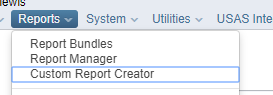 Reports System Utilities USAS Inte
Report Bundles
Report Manager
Custom Report Creator